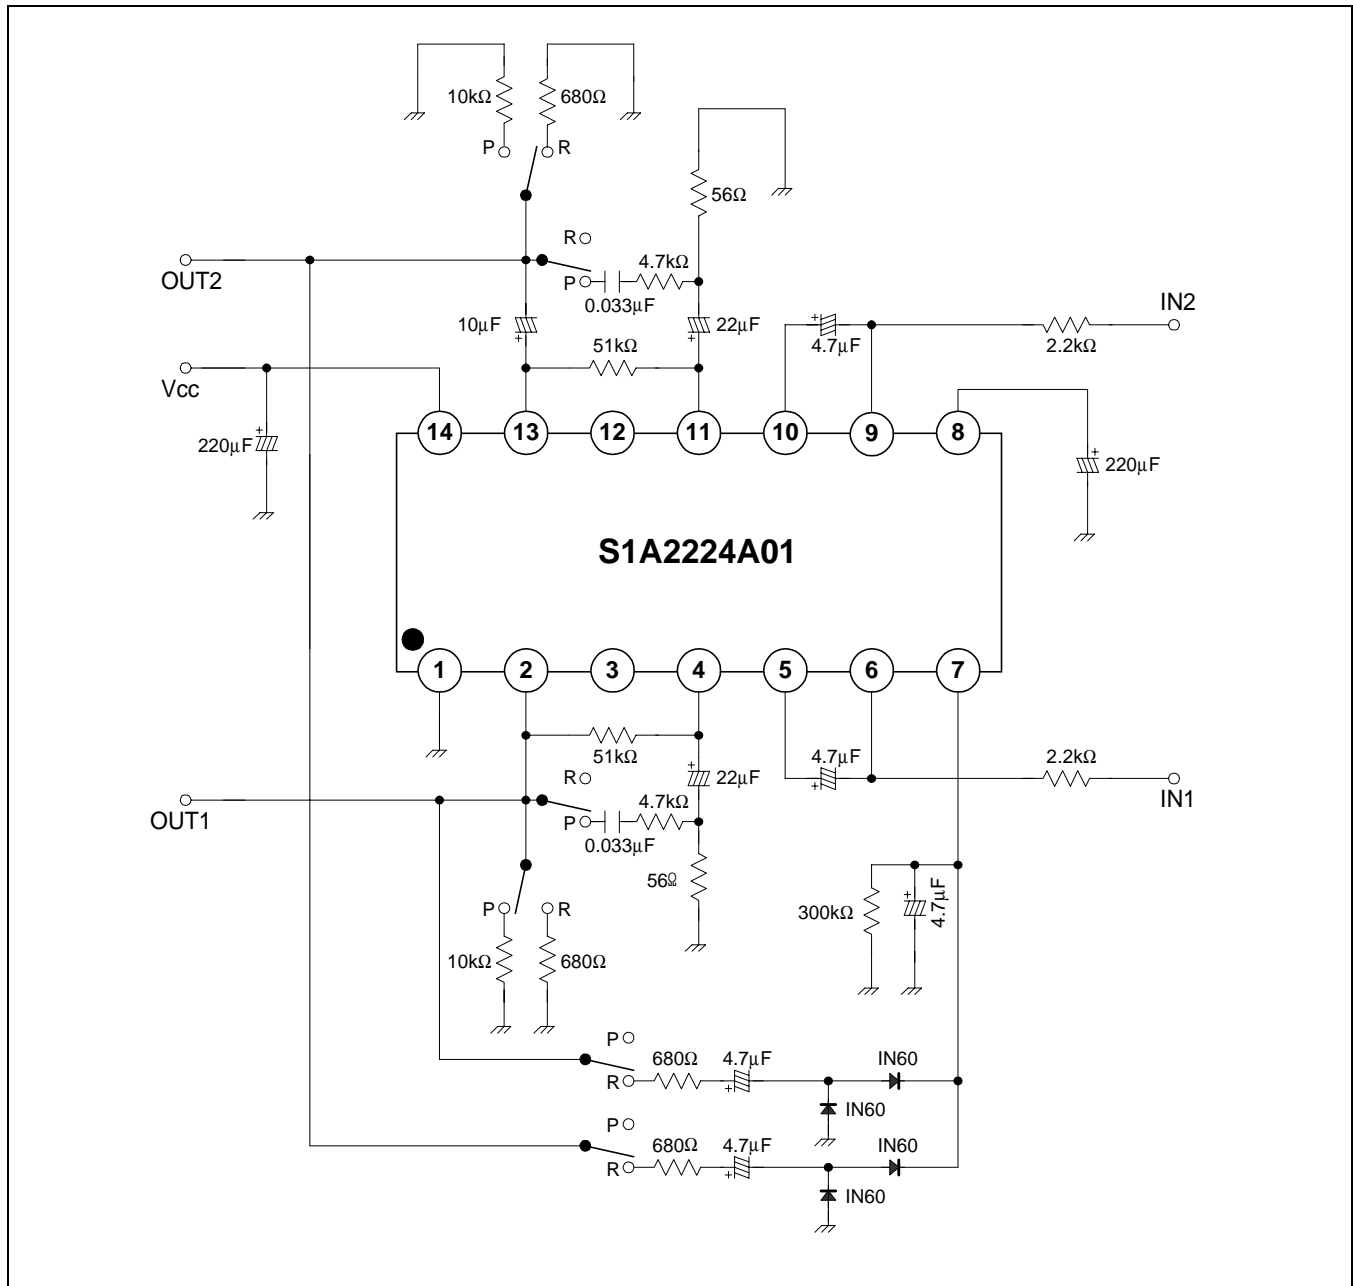 10kΩ 680Ω
P R
56Ω
R
OUT2
4.7kΩ
P
0.033µF
IN2
10µF 22µF
4.7µF
2.2kΩ
51kΩ
Vcc
220µF
14 13 12 11 10 9 8
220µF
S1A2224A01
1 2 3 4 5 6 7
51kΩ
4.7µF 2.2kΩ
R 22µF
IN1
4.7kΩ
OUT1
P
0.033µF
56Ω
P R
300kΩ 4.7µF
10kΩ 680Ω
P
680Ω 4.7µF IN60
R
IN60
P
680Ω 4.7µF IN60
R
IN60
+
+
+
+
+
+
+
+
+
+
+